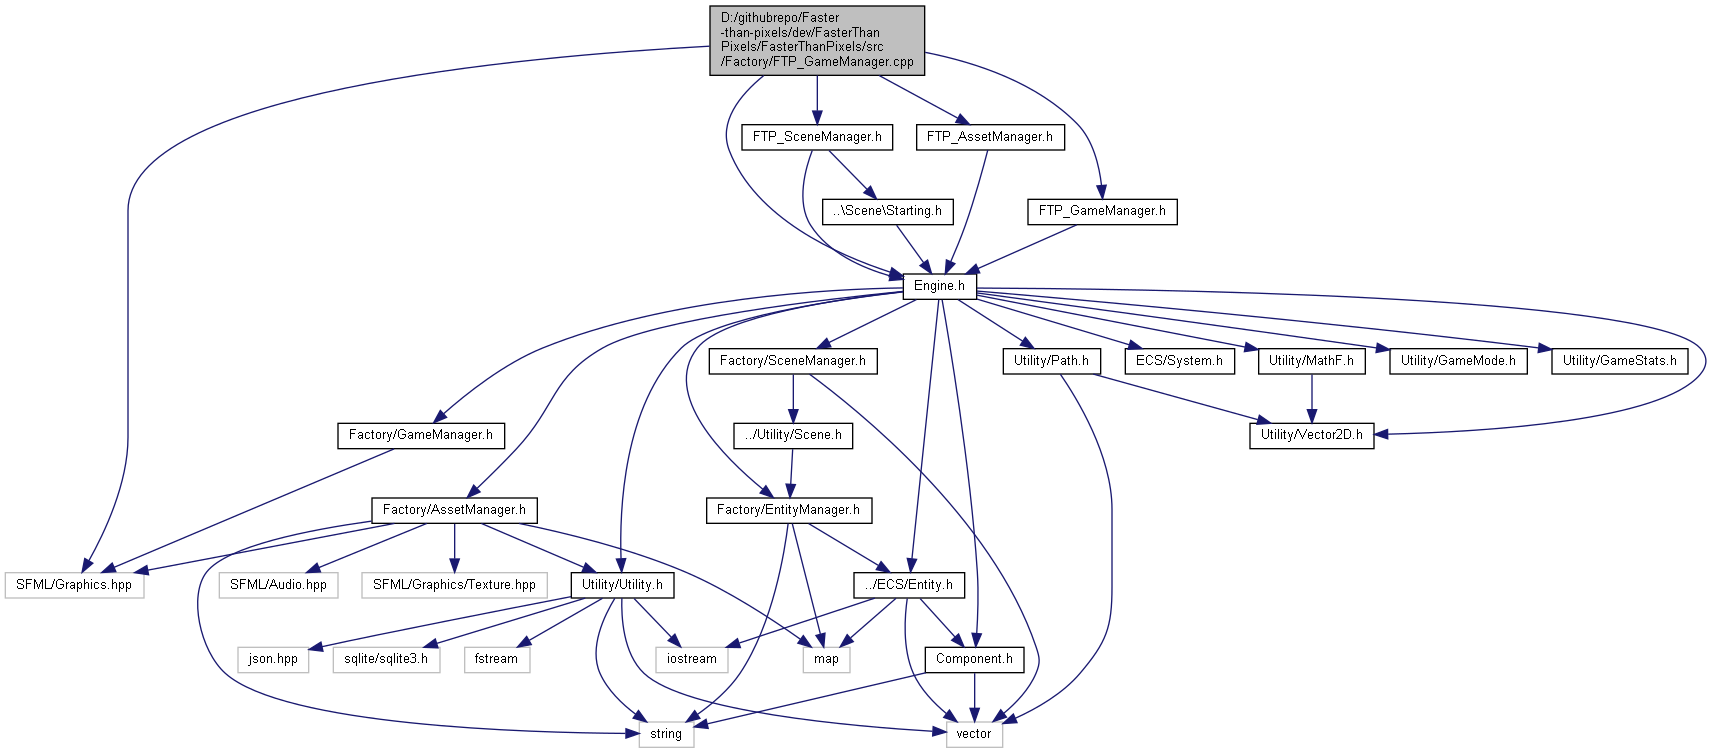 D:/githubrepo/Faster
-than-pixels/dev/FasterThan
Pixels/FasterThanPixels/src
/Factory/FTP_GameManager.cpp
FTP_SceneManager.h
FTP_AssetManager.h
..\Scene\Starting.h
FTP_GameManager.h
Engine.h
Factory/SceneManager.h
Utility/Path.h
ECS/System.h
Utility/MathF.h
Utility/GameMode.h
Utility/GameStats.h
Factory/GameManager.h
../Utility/Scene.h
Utility/Vector2D.h
Factory/AssetManager.h
Factory/EntityManager.h
SFML/Graphics.hpp
SFML/Audio.hpp
SFML/Graphics/Texture.hpp
Utility/Utility.h
../ECS/Entity.h
json.hpp
sqlite/sqlite3.h
fstream
iostream
map
Component.h
string
vector